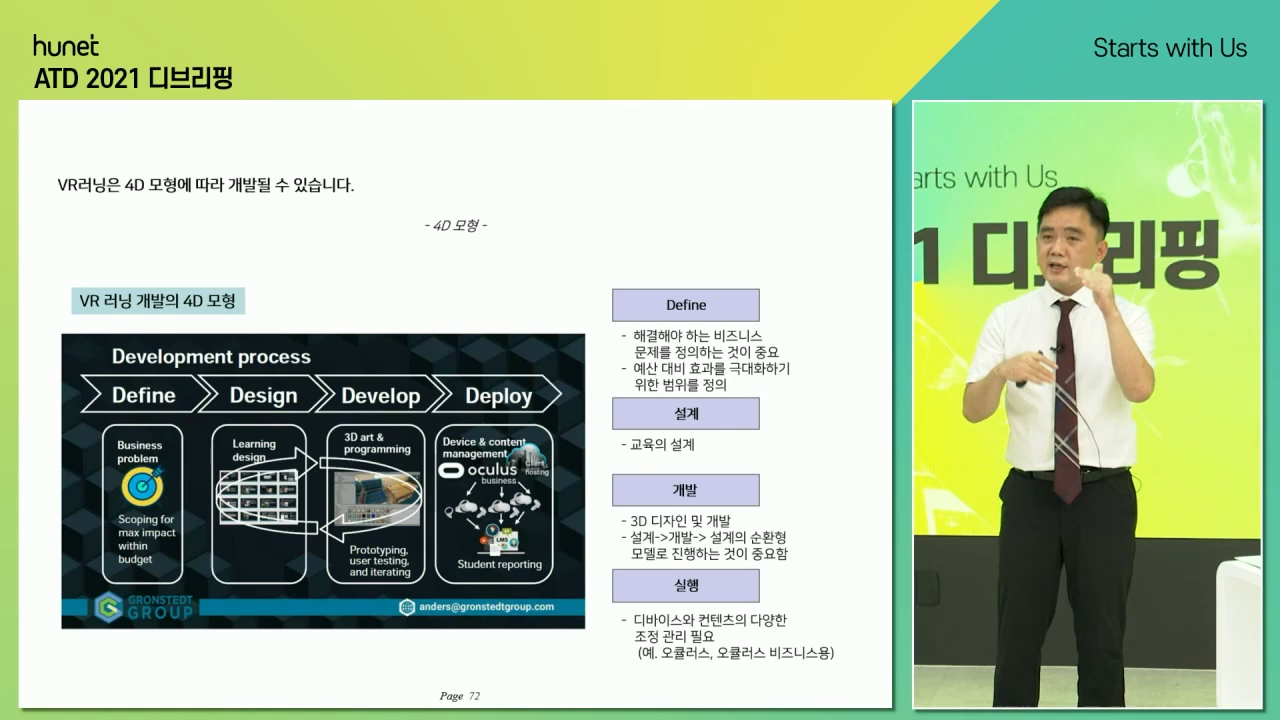 hunet
ATD 2021 디브리핑
Starts with Us
VR러닝은 4D 모형에 따라 개발될 수 있습니다.
- 4D 모형 -
VR 러닝 개발의 4D 모형
Development process
Define
Design
Develop
Deploy
Business
problem
Scoping for
max impact
within
budget
Learning
design
3D art &
programming
Prototyping,
user testing,
and iterating
Device & content
management
Client
hosting
oculus
business
LMS
Student reporting
GRONSTEDT
GROUP
anders@gronstedtgroup.com
Define
- 해결해야 하는 비즈니스
문제를 정의하는 것이 중요
- 예산 대비 효과를 극대화하기
위한 범위를 정의
설계
- 교육의 설계
개발
- 3D 디자인 및 개발
- 설계->개발-> 설계의 순환형
모델로 진행하는 것이 중요함
실행
- 디바이스와 컨텐츠의 다양한
조정 관리 필요
(예. 오큘러스, 오큘러스 비즈니스용)
Page 72
arts with Us
1 디브리핑